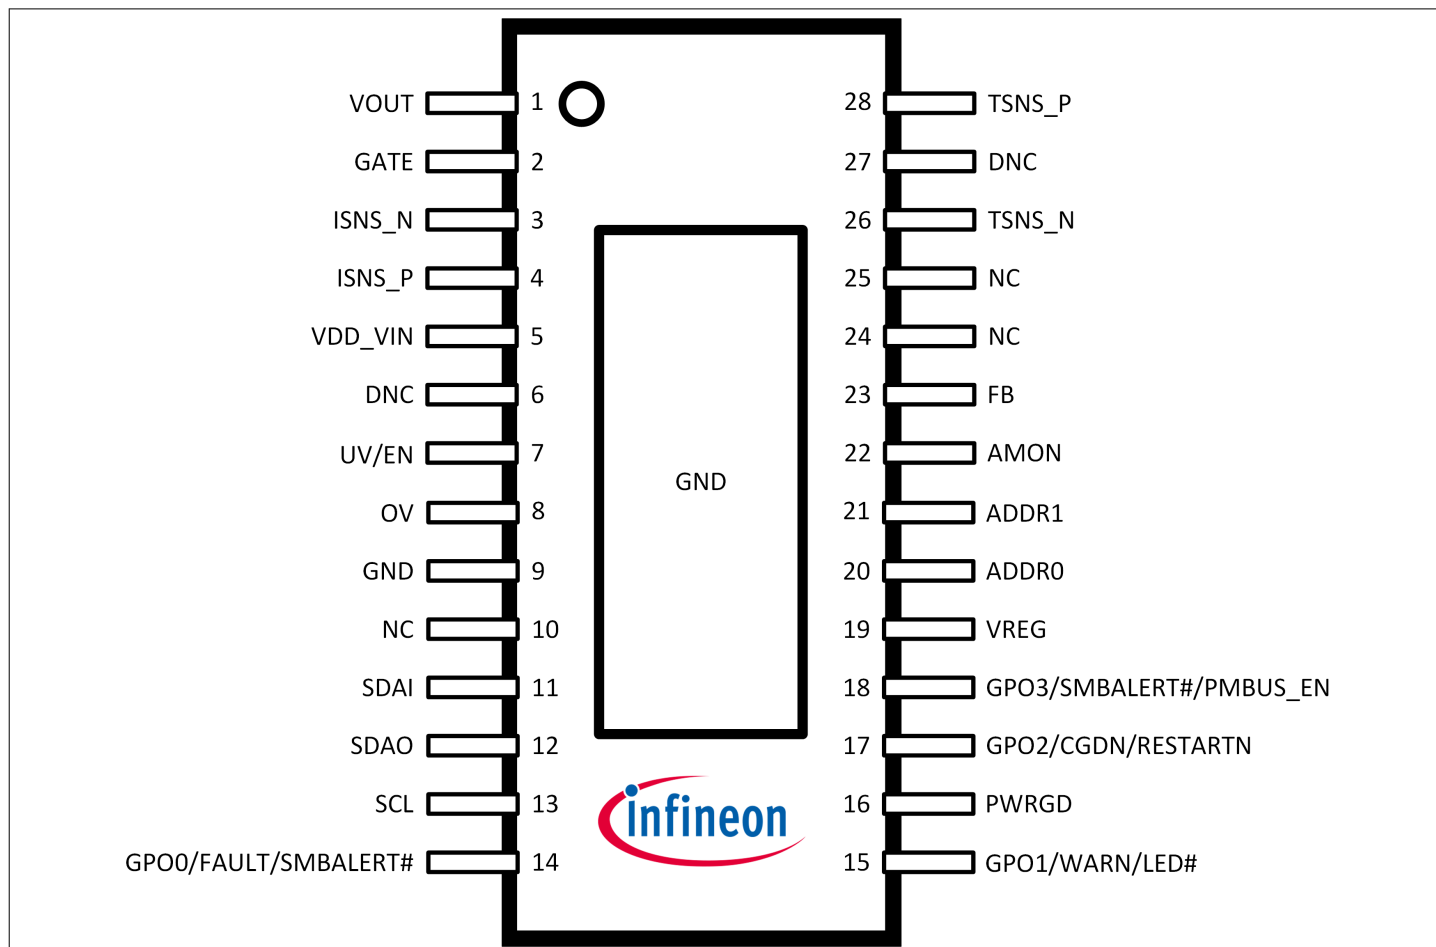 VOUT 1 28 TSNS_P
GATE 2 27 DNC
ISNS_N 3 26 TSNS_N
ISNS_P 4 25 NC
VDD_VIN 5 24 NC
DNC 6 23 FB
UV/EN 7 22 AMON
GND
OV 8 21 ADDR1
GND 9 20 ADDR0
NC 10 19 VREG
SDAI 11 18 GPO3/SMBALERT#/PMBUS_EN
SDAO 12 17 GPO2/CGDN/RESTARTN
SCL 13 16 PWRGD
infineon
GPO0/FAULT/SMBALERT# 14 15 GPO1/WARN/LED#